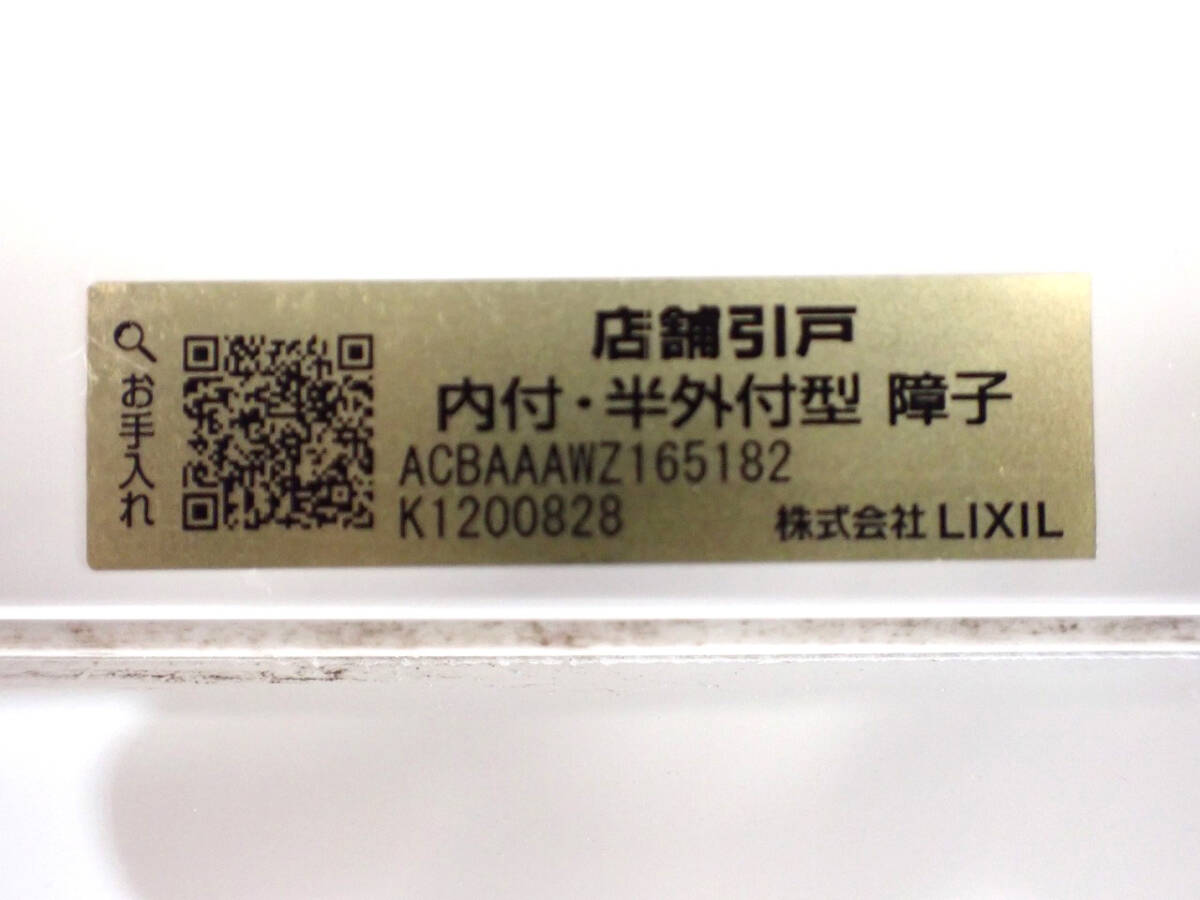 お手入れ
店舗引戸
内付・半外付型 障子
ACBAAAWZ165182
K1200828
株式会社 LIXIL